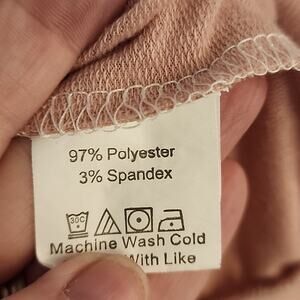 97% Polyester
3% Spandex
30C
Machine Wash Cold
With Like